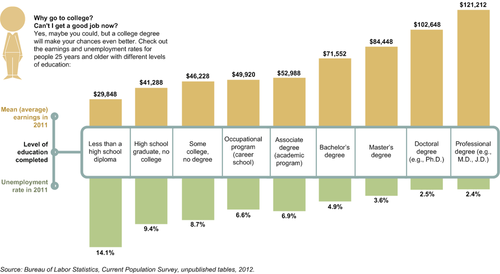 Why go to college?
Can't I get a good job now?
Yes, maybe you could, but a college degree
will make your chances even better. Check out
the earnings and unemployment rates for
people 25 years and older with different levels
of education:
$29,848
$41,288
$46,228
$49,920
$52,988
$71,552
$84,448
$102,648
$121,212
Mean (average)
earnings in
2011
Level of
education
completed
Less than a
high school
diploma
High school
graduate, no
college
Some
college,
no degree
Occupational
program
(career
school)
Associate
degree
(academic
program)
Bachelor's
degree
Master's
degree
Doctoral
degree
(e.g., Ph.D.)
Professional
degree (e.g.,
M.D., J.D.)
Unemployment
rate in 2011
14.1%
9.4%
8.7%
6.6%
6.9%
4.9%
3.6%
2.5%
2.4%
Source: Bureau of Labor Statistics, Current Population Survey, unpublished tables, 2012.